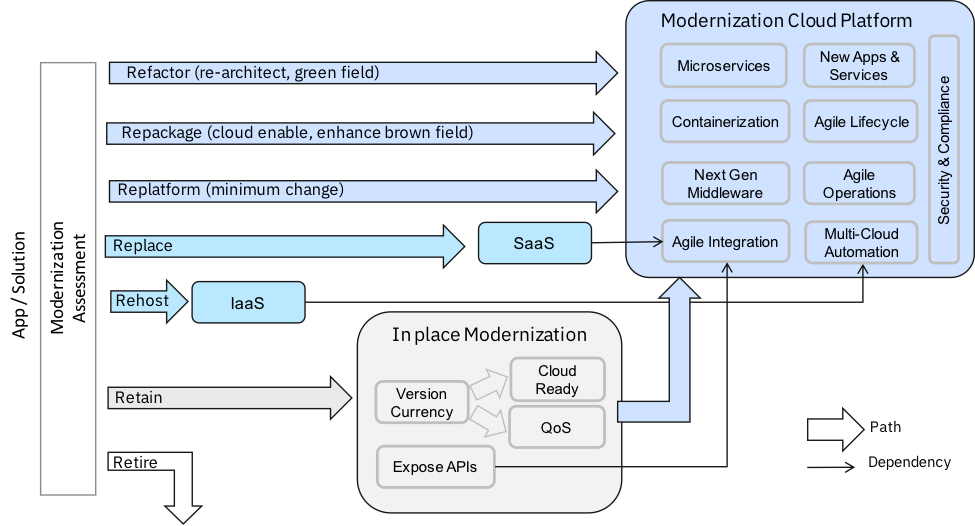 Modernization Cloud Platform
Refactor (re-architect, green field)
Microservices
New Apps &
Services
Repackage (cloud enable, enhance brown field)
Containerization
Agile Lifecycle
Security & Compliance
Replatform (minimum change)
Next Gen
Middleware
Agile
Operations
App / Solution
Modernization
Assessment
Replace
SaaS
Agile Integration
Multi-Cloud
Automation
Rehost
IaaS
In place Modernization
Retain
Version
Currency
Cloud
Ready
QoS
Expose APIs
Retire
Path
Dependency